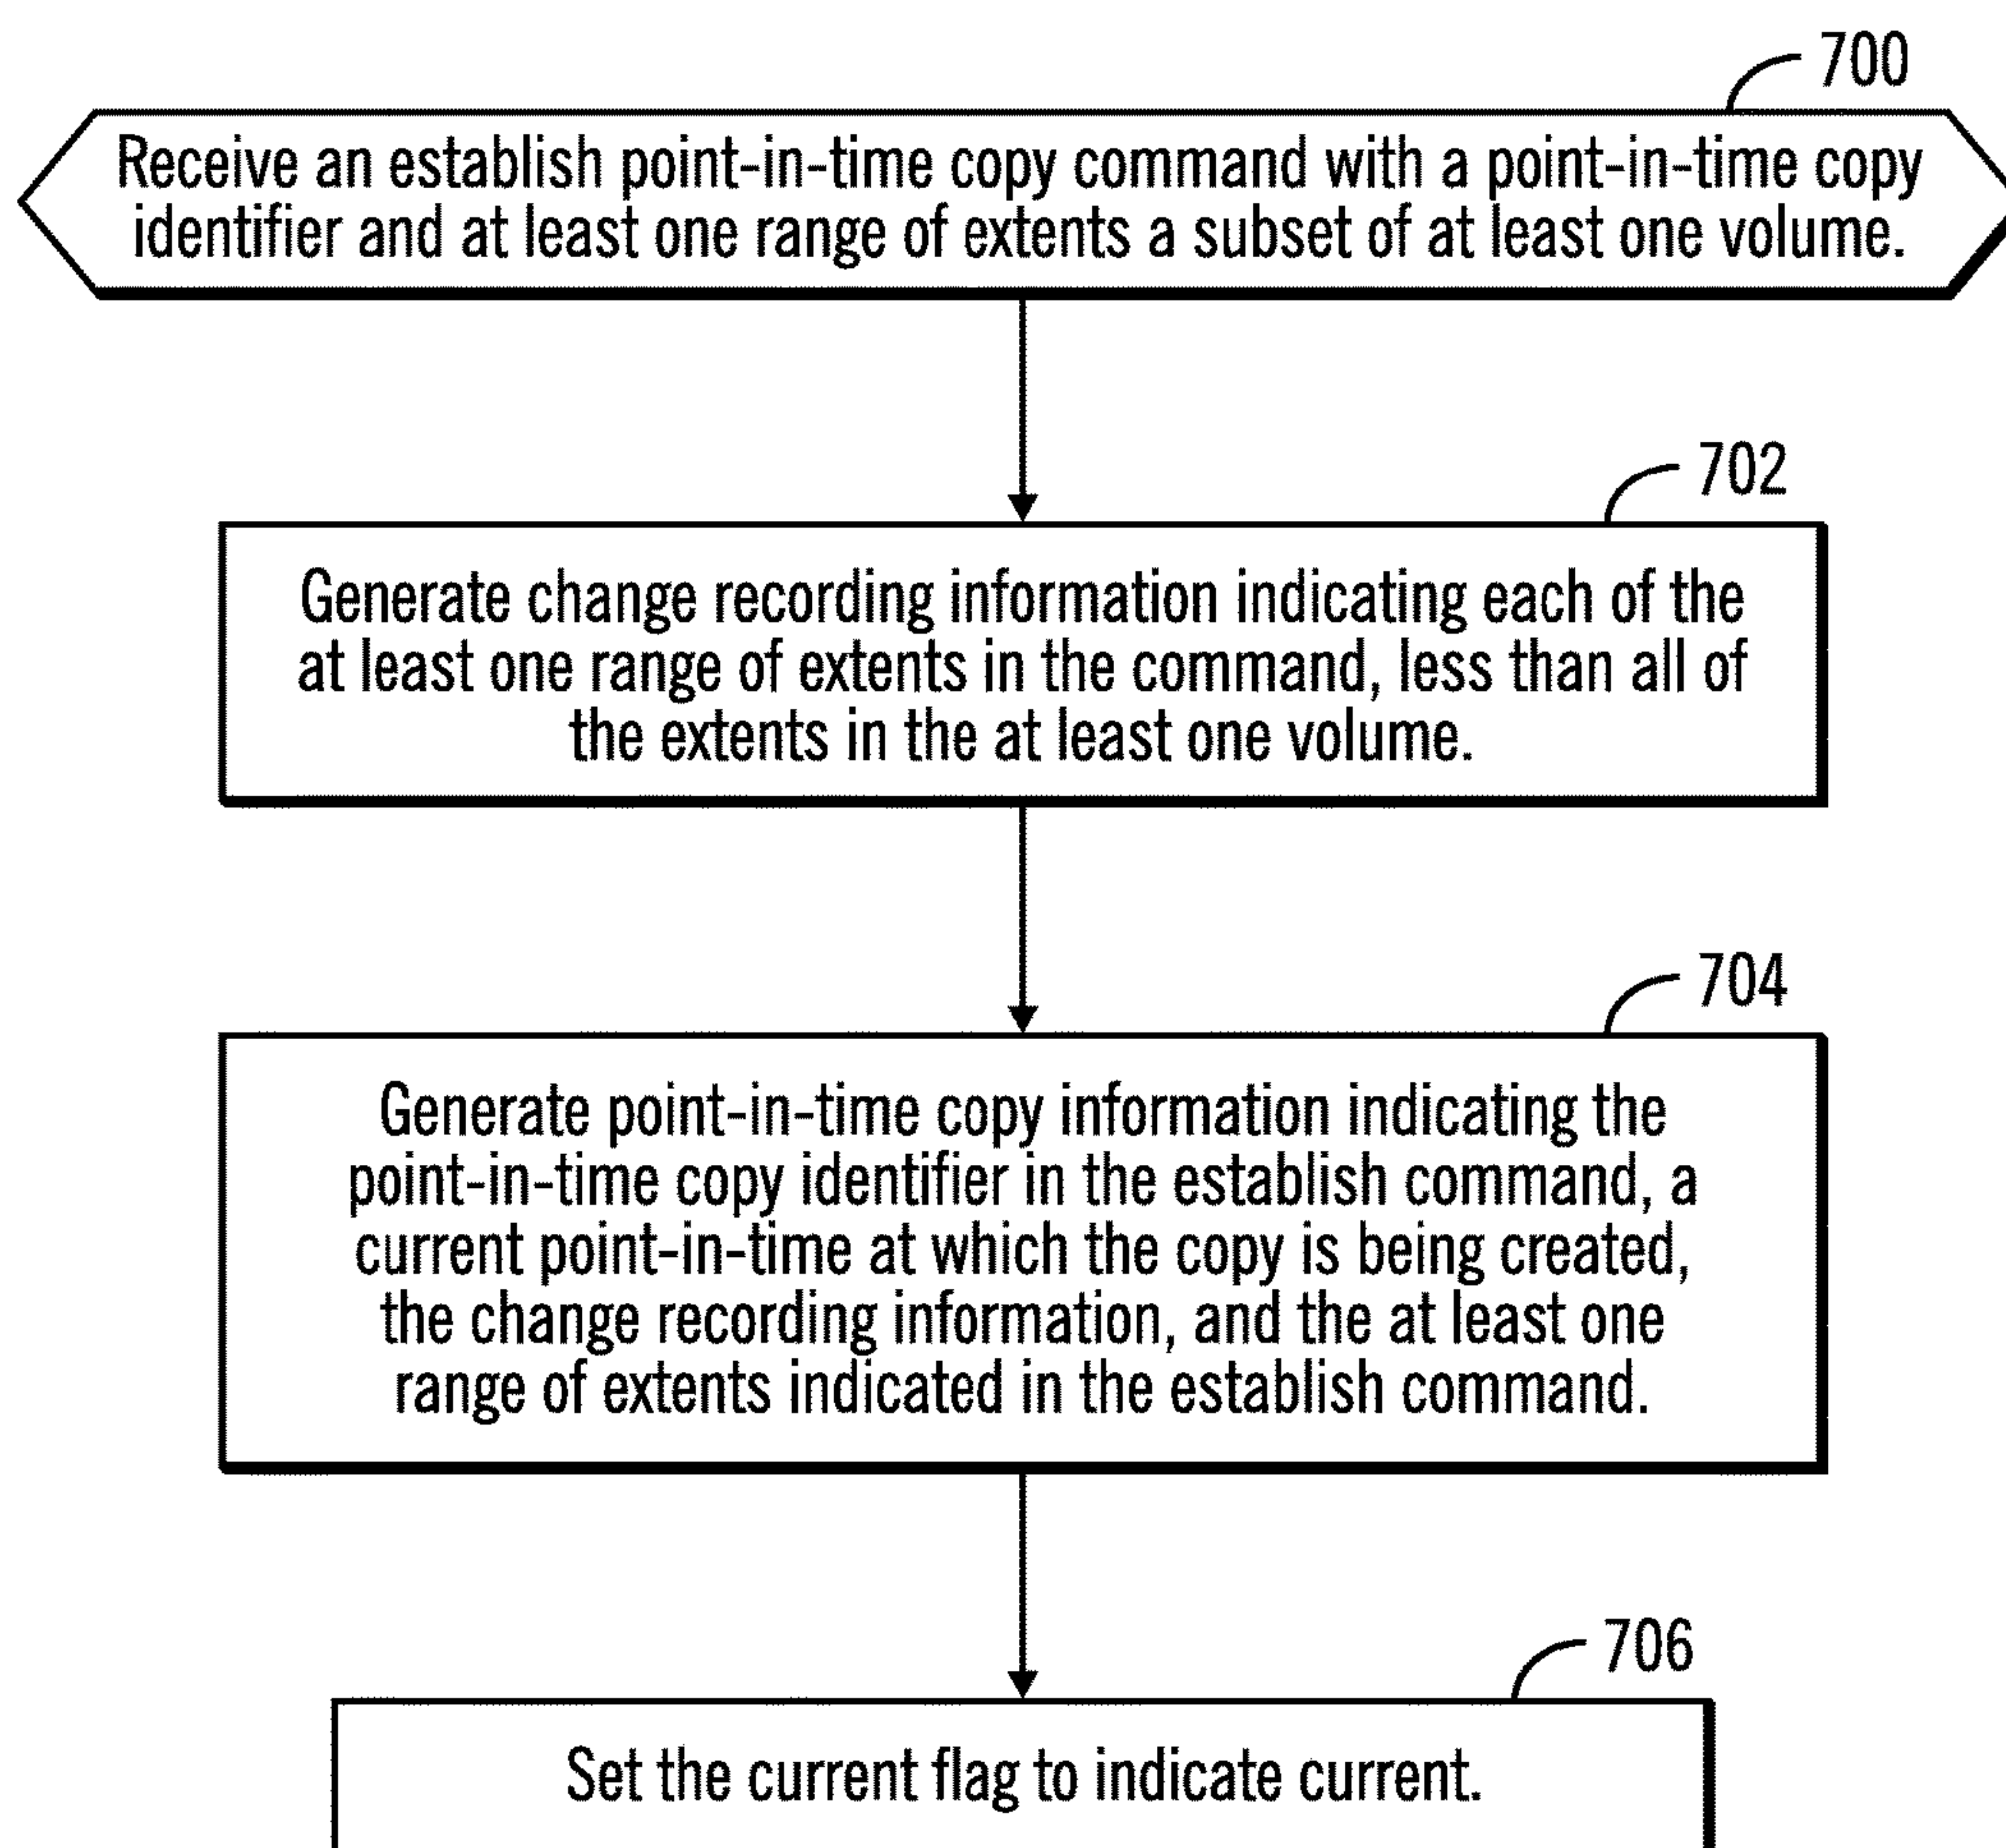 700
Receive an establish point-in-time copy command with a point-in-time copy
identifier and at least one range of extents a subset of at least one volume.
702
Generate change recording information indicating each of the
at least one range of extents in the command, less than all of
the extents in the at least one volume.
704
Generate point-in-time copy information indicating the
point-in-time copy identifier in the establish command, a
current point-in-time at which the copy is being created,
the change recording information, and the at least one
range of extents indicated in the establish command.
706
Set the current flag to indicate current.